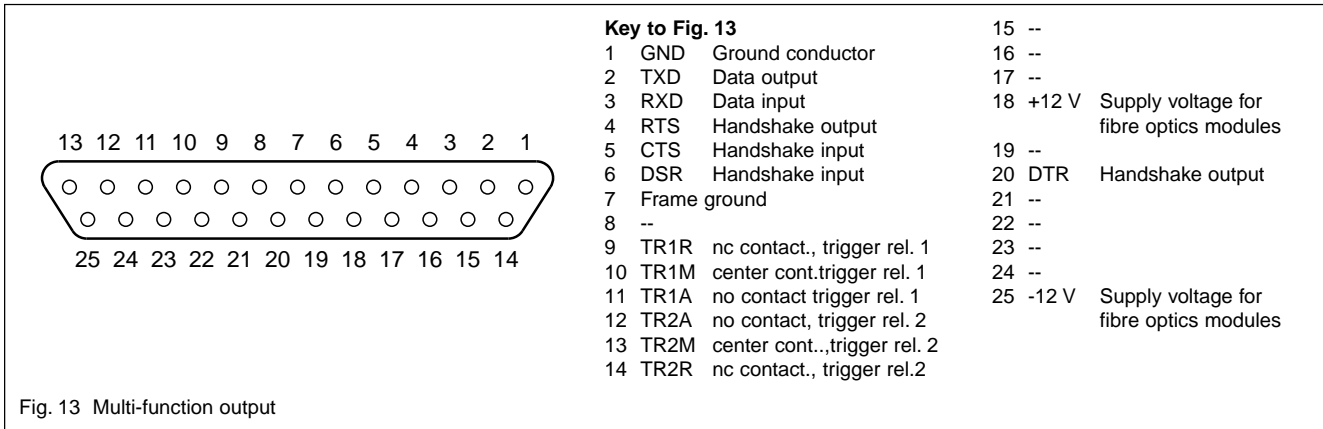 13 12 11 10 9 8 7 6 5 4 3 2 1
25 24 23 22 21 20 19 18 17 16 15 14
Key to Fig. 13
1 GND Ground conductor
2 TXD Data output
3 RXD Data input
4 RTS Handshake output
5 CTS Handshake input
6 DSR Handshake input
7 Frame ground
8 --
9 TR1R nc contact., trigger rel. 1
10 TR1M center cont.trigger rel. 1
11 TR1A no contact trigger rel. 1
12 TR2A no contact, trigger rel. 2
13 TR2M center cont..,trigger rel. 2
14 TR2R nc contact., trigger rel.2
15 --
16 --
17 --
18 +12 V Supply voltage for
fibre optics modules
19 --
20 DTR Handshake output
21 --
22 --
23 --
24 --
25 -12 V Supply voltage for
fibre optics modules
Fig. 13 Multi-function output